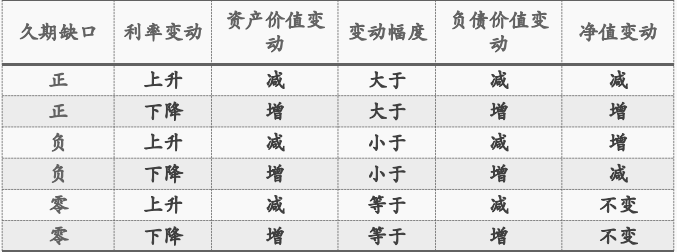 久期缺口 利率变动 资产价值变动 变动幅度 负债价值变动 净值变动
正 上升 减 大于 减 减
正 下降 增 大于 增 增
负 上升 减 小于 减 增
负 下降 增 小于 增 减
零 上升 减 等于 减 不变
零 下降 增 等于 增 不变